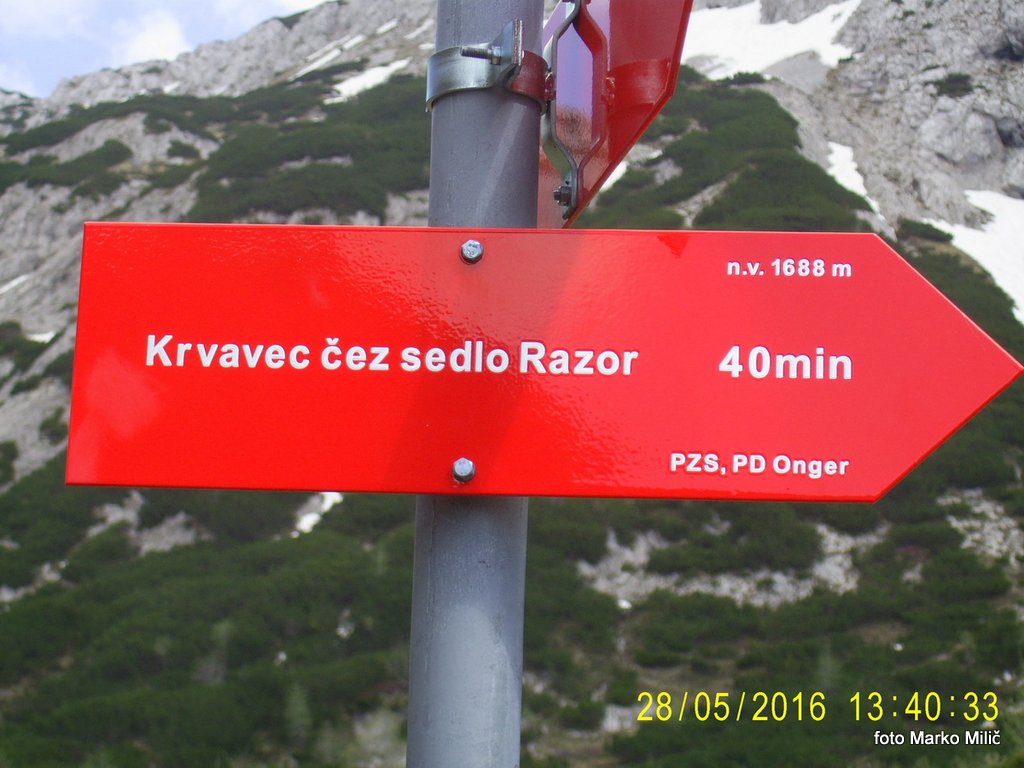 n.v. 1688 m
Krvavec čez sedlo Razor 40min
PZS, PD Onger
28/05/2016 13:40:33
foto Marko Milič